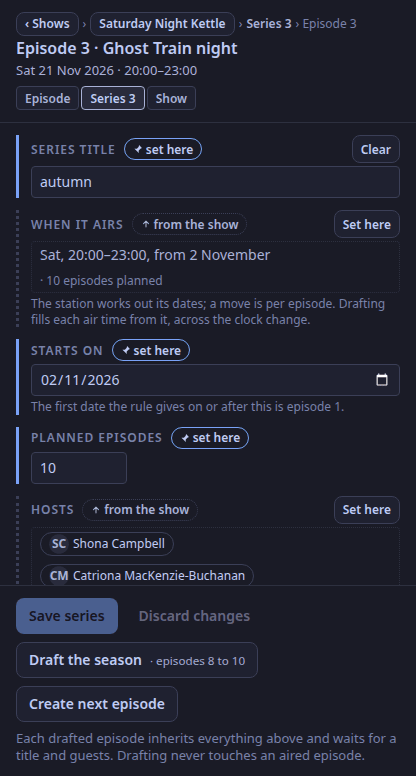 ‹ Shows › Saturday Night Kettle › Series 3 › Episode 3
Episode 3 · Ghost Train night
Sat 21 Nov 2026 · 20:00–23:00
Episode Series 3 Show
SERIES TITLE set here Clear
autumn
WHEN IT AIRS ↑ from the show Set here
Sat, 20:00–23:00, from 2 November
· 10 episodes planned
The station works out its dates; a move is per episode. Drafting
fills each air time from it, across the clock change.
STARTS ON set here
02/11/2026
The first date the rule gives on or after this is episode 1.
PLANNED EPISODES set here
10
HOSTS ↑ from the show Set here
SC Shona Campbell
CM Catriona MacKenzie-Buchanan
Save series Discard changes
Draft the season · episodes 8 to 10
Create next episode
Each drafted episode inherits everything above and waits for a
title and guests. Drafting never touches an aired episode.